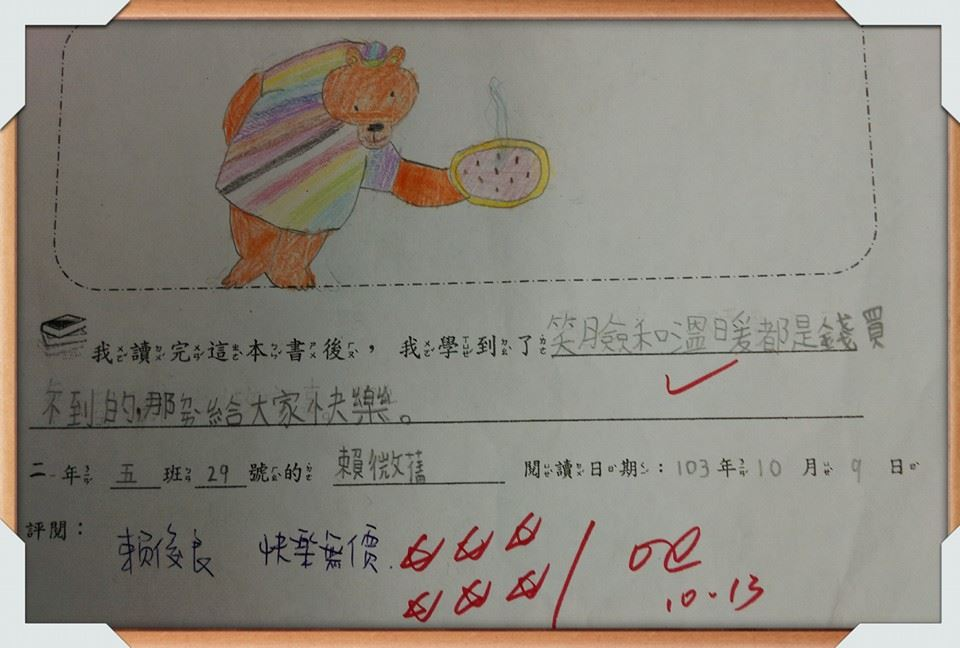 我讀完這本書後，我學到了笑臉和溫暖都是錢買
不到的，那會給大家快樂。
二年五班29號的 賴微 閱讀日期：103年10月9日
評閱：
賴俊良 快樂無價.
10.13